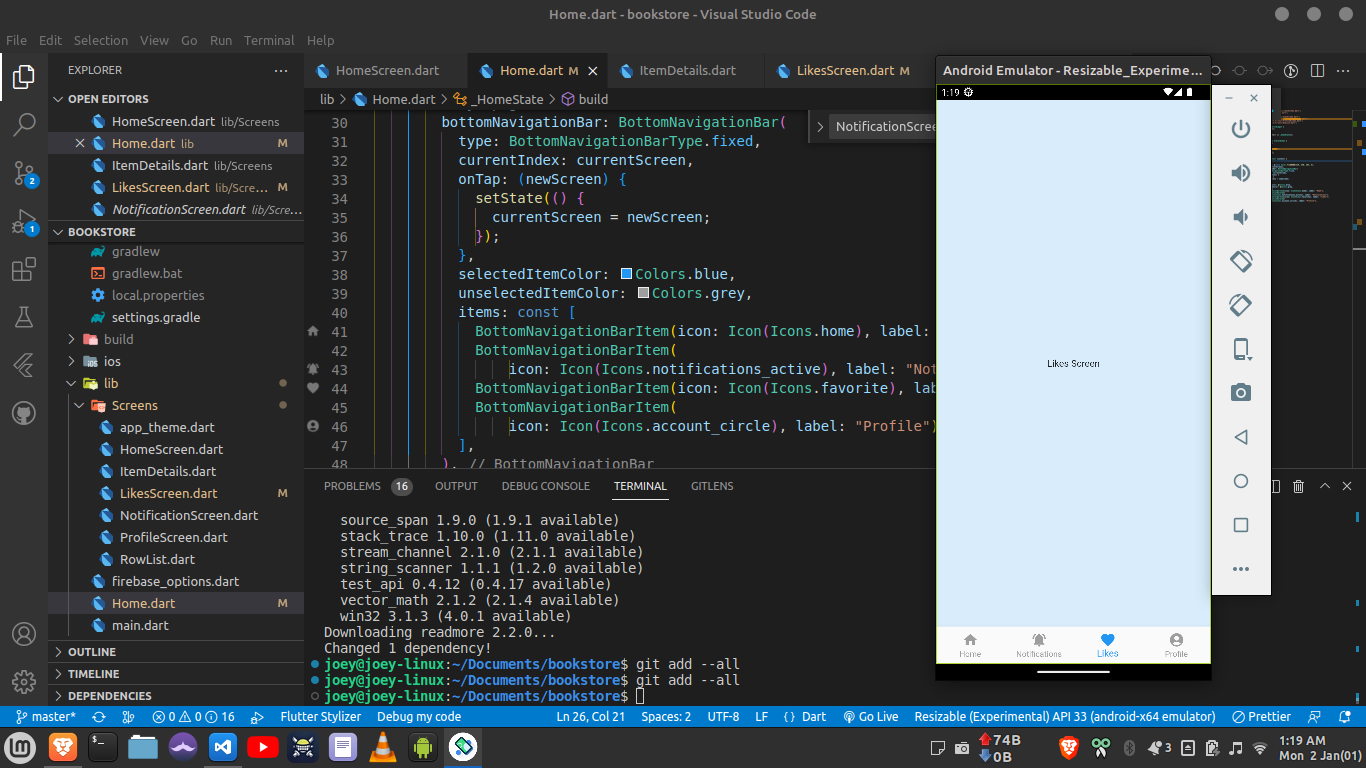 Home.dart - bookstore - Visual Studio Code
File Edit Selection View Go Run Terminal Help
EXPLORER
OPEN EDITORS
HomeScreen.dart lib/Screens
Home.dart lib M
ItemDetails.dart lib/Screens
LikesScreen.dart lib/Scre... M
NotificationScreen.dart lib/Scre...
BOOKSTORE
gradlew
gradlew.bat
local.properties
settings.gradle
build
ios
lib
Screens
app_theme.dart
HomeScreen.dart
ItemDetails.dart
LikesScreen.dart M
NotificationScreen.dart
ProfileScreen.dart
RowList.dart
firebase_options.dart
Home.dart M
main.dart
OUTLINE
TIMELINE
DEPENDENCIES
2
1
HomeScreen.dart Home.dart M ItemDetails.dart LikesScreen.dart M
lib > Home.dart > _HomeState > build
NotificationScree
30 bottomNavigationBar: BottomNavigationBar(
31 type: BottomNavigationBarType.fixed,
32 currentIndex: currentScreen,
33 onTap: (newScreen) {
34 setState(() {
35 currentScreen = newScreen;
36 });
37 },
38 selectedItemColor: Colors.blue,
39 unselectedItemColor: Colors.grey,
40 items: const [
41 BottomNavigationBarItem(icon: Icon(Icons.home), label:
42 BottomNavigationBarItem(
43 icon: Icon(Icons.notifications_active), label: "Not
44 BottomNavigationBarItem(icon: Icon(Icons.favorite), lab
45 BottomNavigationBarItem(
46 icon: Icon(Icons.account_circle), label: "Profile")
47 ],
48 ), // BottomNavigationBar
PROBLEMS 16 OUTPUT DEBUG CONSOLE TERMINAL GITLENS
source_span 1.9.0 (1.9.1 available)
stack_trace 1.10.0 (1.11.0 available)
stream_channel 2.1.0 (2.1.1 available)
string_scanner 1.1.1 (1.2.0 available)
test_api 0.4.12 (0.4.17 available)
vector_math 2.1.2 (2.1.4 available)
win32 3.1.3 (4.0.1 available)
Downloading readmore 2.2.0...
Changed 1 dependency!
joey@joey-linux:~/Documents/bookstore$ git add --all
joey@joey-linux:~/Documents/bookstore$ git add --all
joey@joey-linux:~/Documents/bookstore$
Android Emulator - Resizable_Experime...
1:19
Likes Screen
Home Notifications Likes Profile
master* 0 0 16 Flutter Stylizer Debug my code Ln 26, Col 21 Spaces: 2 UTF-8 LF { } Dart Go Live Resizable (Experimental) API 33 (android-x64 emulator) Prettier
74B
0B
3
1:19 AM
Mon 2 Jan(01)